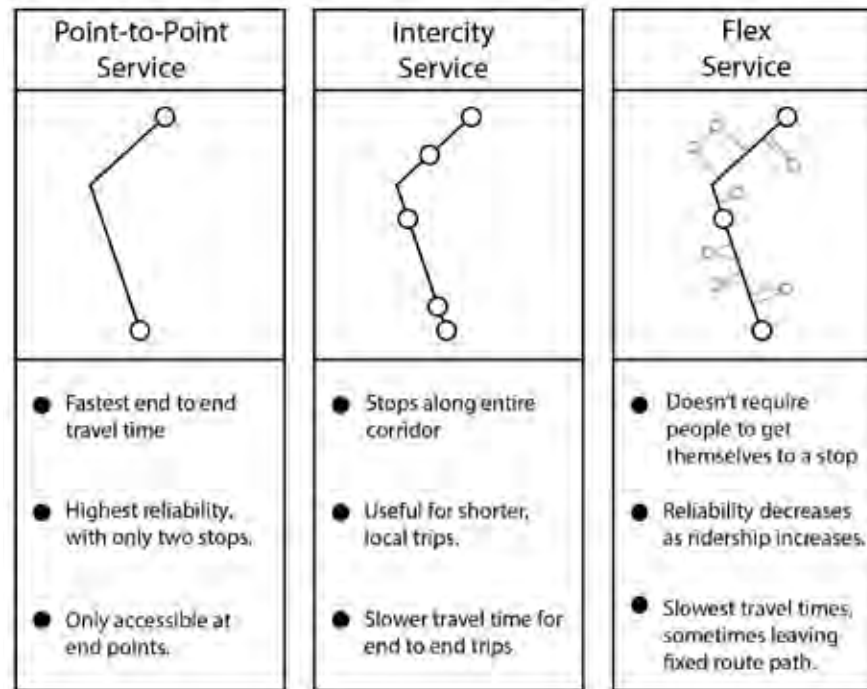 Point-to-Point
Service
Fastest end to end
travel time
Highest reliability,
with only two stops.
Only accessible at
end points.
Intercity
Service
Stops along entire
corridor
Useful for shorter,
local trips.
Slower travel time for
end to end trips
Flex
Service
Doesn't require
people to get
themselves to a stop
Reliability decreases
as ridership increases.
Slowest travel times,
sometimes leaving
fixed route path.